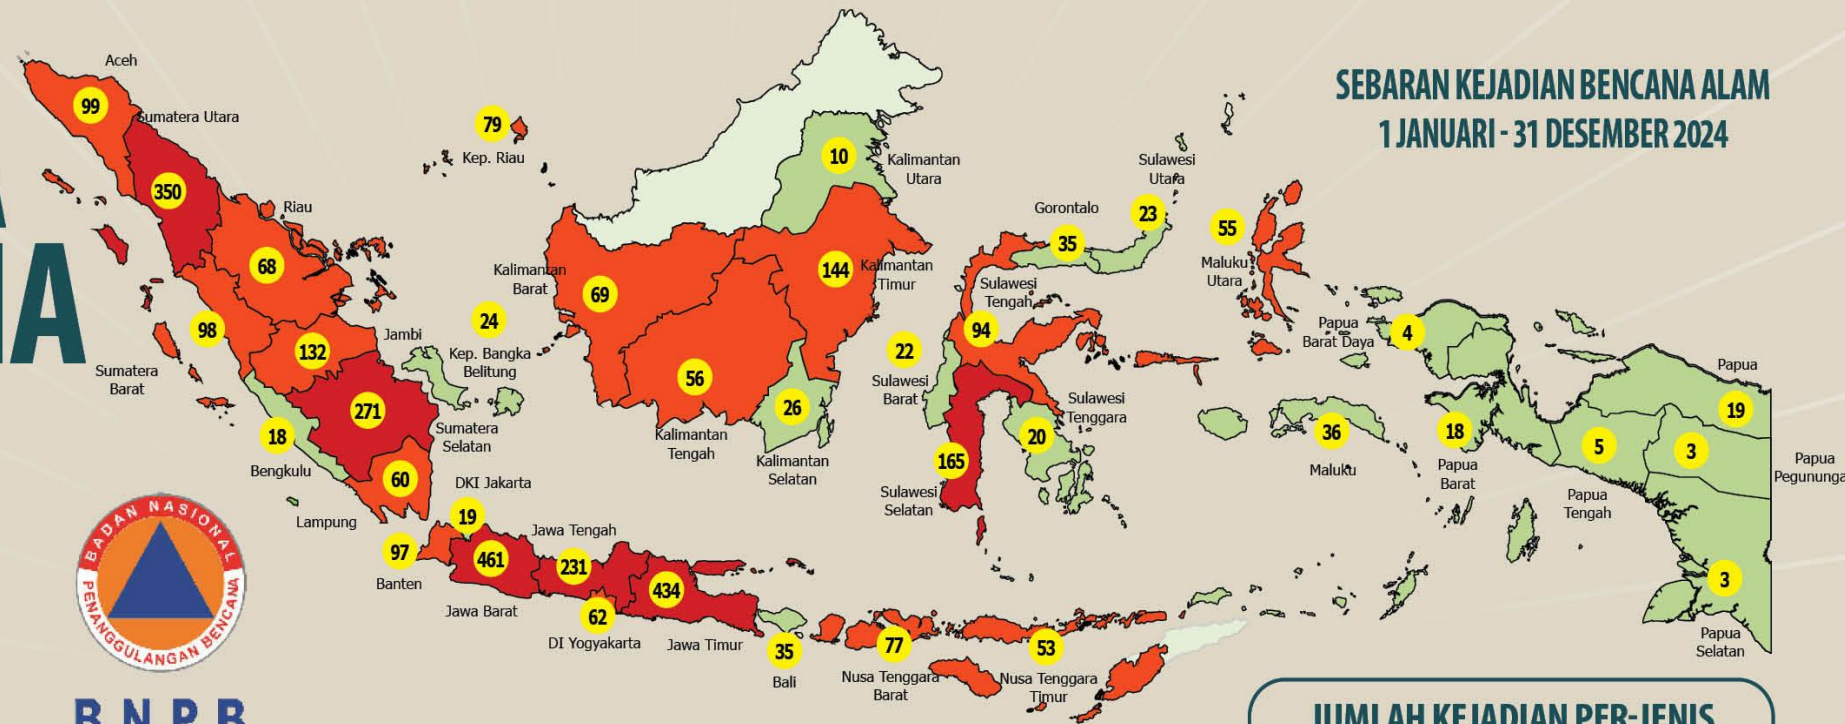 SEBARAN KEJADIAN BENCANA ALAM
1 JANUARI - 31 DESEMBER 2024
Aceh
99
Sumatera Utara
350
Riau
68
Kep. Riau
79
Sumatera
Barat
98
Jambi
132
Kep. Bangka
Belitung
24
Sumatera
Selatan
271
Bengkulu
18
Lampung
60
DKI Jakarta
19
Banten
97
Jawa Barat
461
Jawa Tengah
231
DI Yogyakarta
62
Jawa Timur
434
Bali
35
Nusa Tenggara
Barat
77
Nusa Tenggara
Timur
53
Kalimantan
Barat
69
Kalimantan
Tengah
56
Kalimantan
Selatan
26
Kalimantan
Timur
144
Kalimantan
Utara
10
Sulawesi
Utara
23
Gorontalo
35
Sulawesi
Tengah
94
Sulawesi
Barat
22
Sulawesi
Selatan
165
Sulawesi
Tenggara
20
Maluku
Utara
55
Maluku
36
Papua
Barat Daya
4
Papua
Barat
18
Papua
19
Papua
Tengah
5
Papua
Pegununga
3
Papua
Selatan
3
BADAN NASIONAL
PENANGGULANGAN BENCANA
BNPB
JUMLAH KEJADIAN PER-JENIS